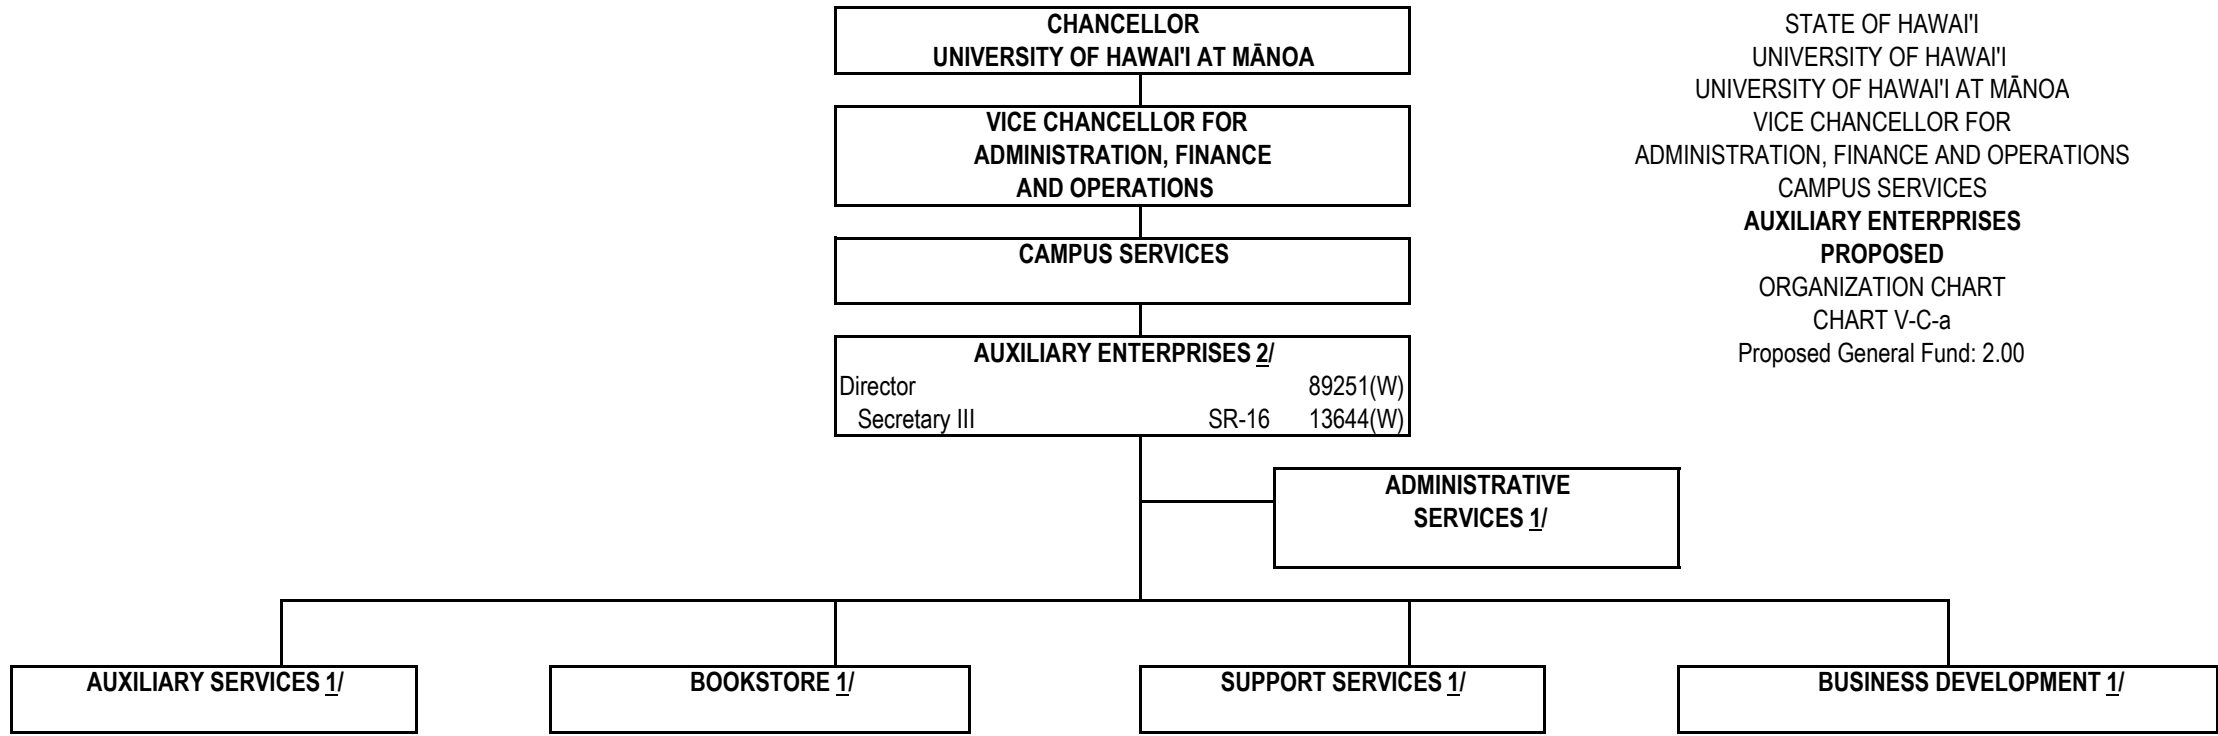 CHANCELLOR
UNIVERSITY OF HAWAI'I AT MĀNOA
VICE CHANCELLOR FOR
ADMINISTRATION, FINANCE
AND OPERATIONS
CAMPUS SERVICES
AUXILIARY ENTERPRISES 2/
Director 89251(W)
Secretary III SR-16 13644(W)
STATE OF HAWAI'I
UNIVERSITY OF HAWAI'I
UNIVERSITY OF HAWAI'I AT MĀNOA
VICE CHANCELLOR FOR
ADMINISTRATION, FINANCE AND OPERATIONS
CAMPUS SERVICES
AUXILIARY ENTERPRISES
PROPOSED
ORGANIZATION CHART
CHART V-C-a
Proposed General Fund: 2.00
ADMINISTRATIVE
SERVICES 1/
AUXILIARY SERVICES 1/
BOOKSTORE 1/
SUPPORT SERVICES 1/
BUSINESS DEVELOPMENT 1/